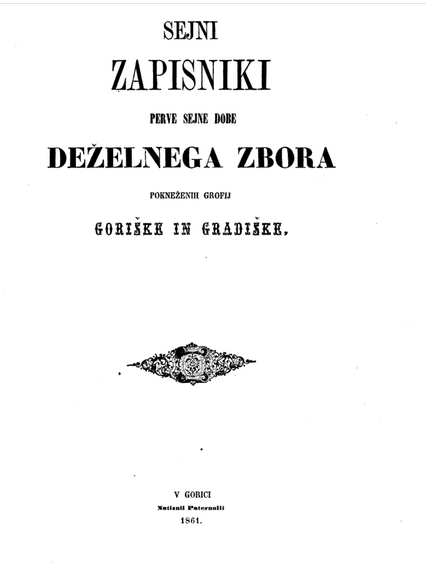 SEJNI
ZAPISNIKI
PERVE SEJNE DOBE
DEŽELNEGA ZBORA
POKNEŽENIH GROFIJ
GORIŠKE IN GRADIŠKE.
V GORICI
Natisnil Paternolli
1861.